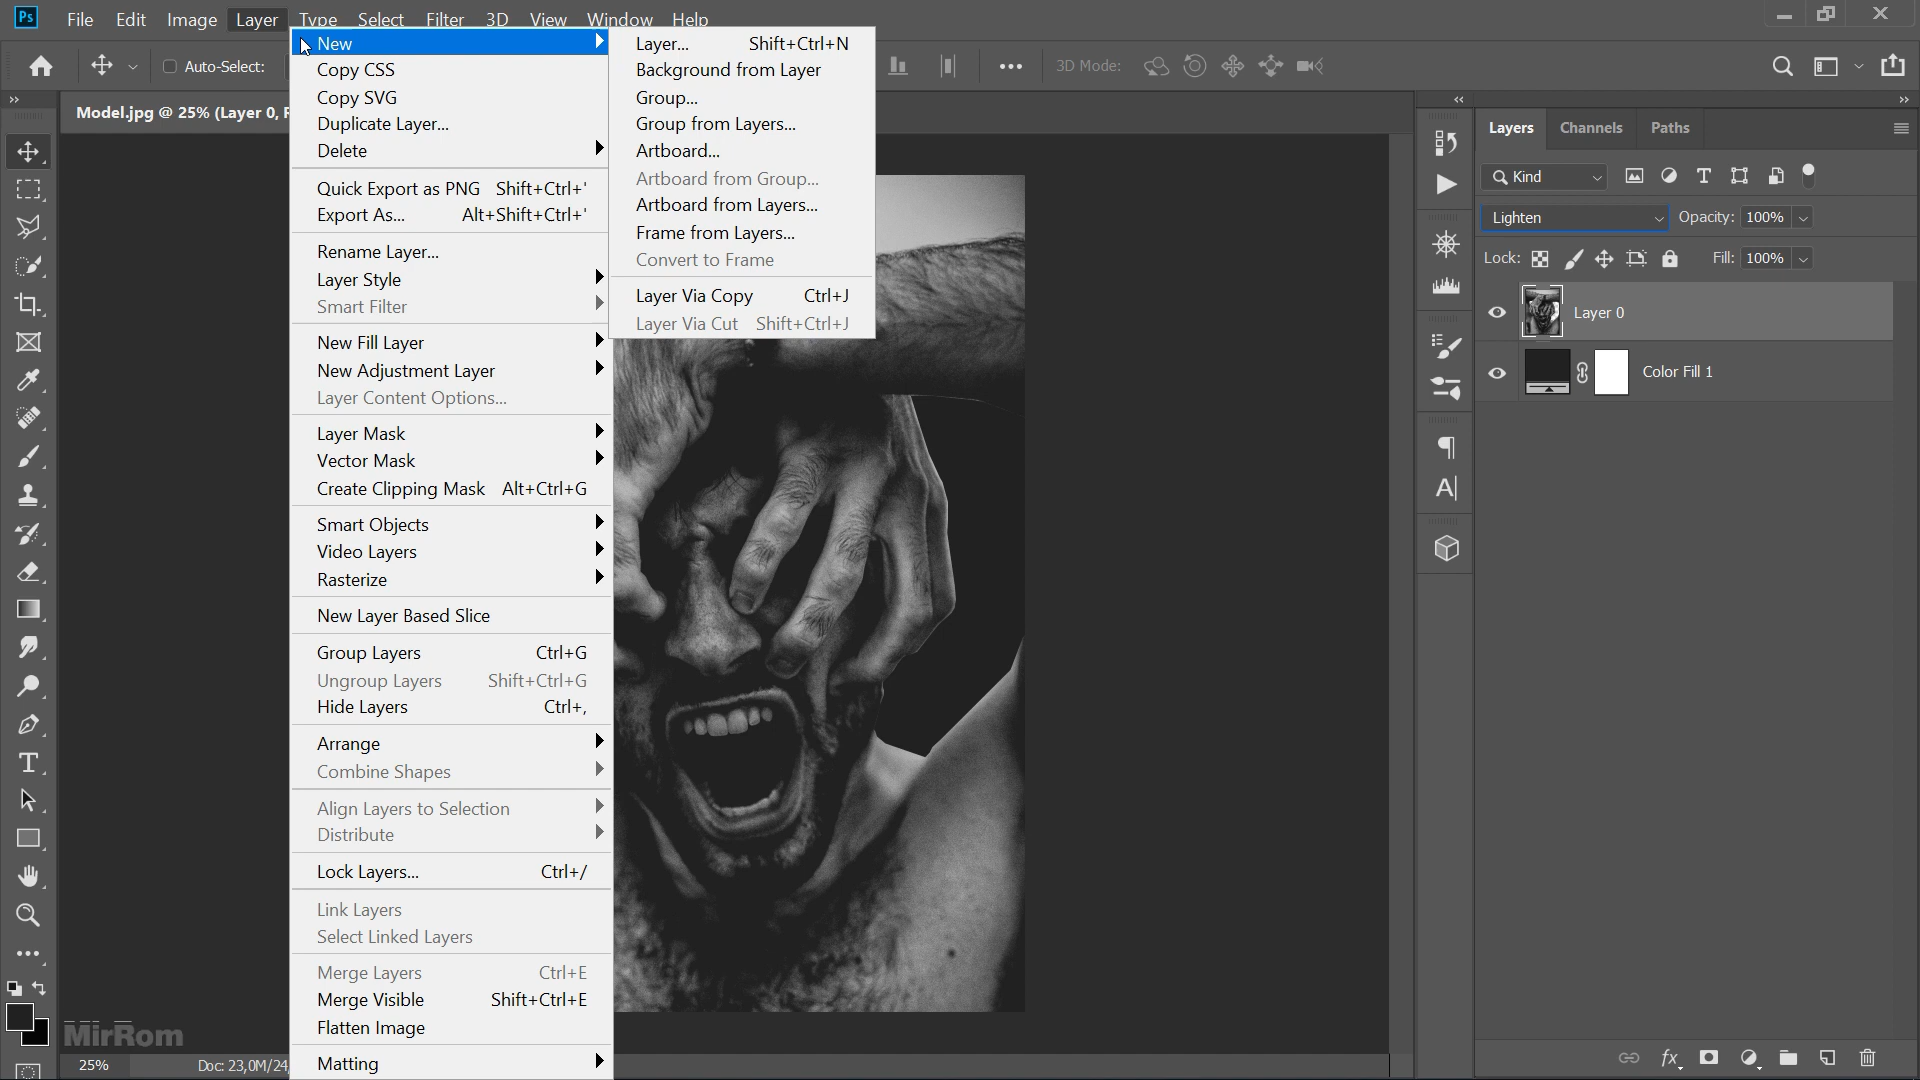 Ps File Edit Image Layer Type Select Filter 3D View Window Help
Auto-Select: 3D Mode:
Model.jpg @ 25% (Layer 0,
New
Copy CSS
Copy SVG
Duplicate Layer...
Delete
Quick Export as PNG Shift+Ctrl+'
Export As... Alt+Shift+Ctrl+'
Rename Layer...
Layer Style
Smart Filter
New Fill Layer
New Adjustment Layer
Layer Content Options...
Layer Mask
Vector Mask
Create Clipping Mask Alt+Ctrl+G
Smart Objects
Video Layers
Rasterize
New Layer Based Slice
Group Layers Ctrl+G
Ungroup Layers Shift+Ctrl+G
Hide Layers Ctrl+,
Arrange
Combine Shapes
Align Layers to Selection
Distribute
Lock Layers... Ctrl+/
Link Layers
Select Linked Layers
Merge Layers Ctrl+E
Merge Visible Shift+Ctrl+E
Flatten Image
Matting
Layer... Shift+Ctrl+N
Background from Layer
Group...
Group from Layers...
Artboard...
Artboard from Group...
Artboard from Layers...
Frame from Layers...
Convert to Frame
Layer Via Copy Ctrl+J
Layer Via Cut Shift+Ctrl+J
Layers Channels Paths
Kind
Lighten Opacity: 100%
Lock: Fill: 100%
Layer 0
Color Fill 1
fx
MirRom
25% Doc: 23,0M/24,